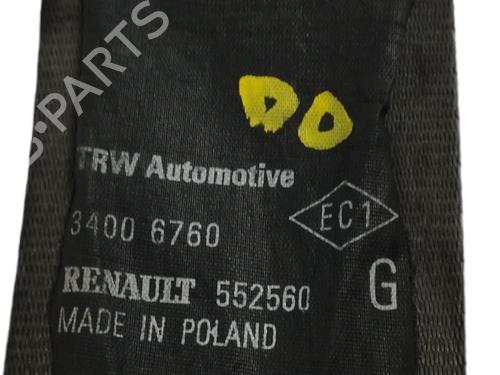 B-PARTS
DO
TRW Automotive
3400 6760
EC1
RENAULT 552560
G
MADE IN POLAND